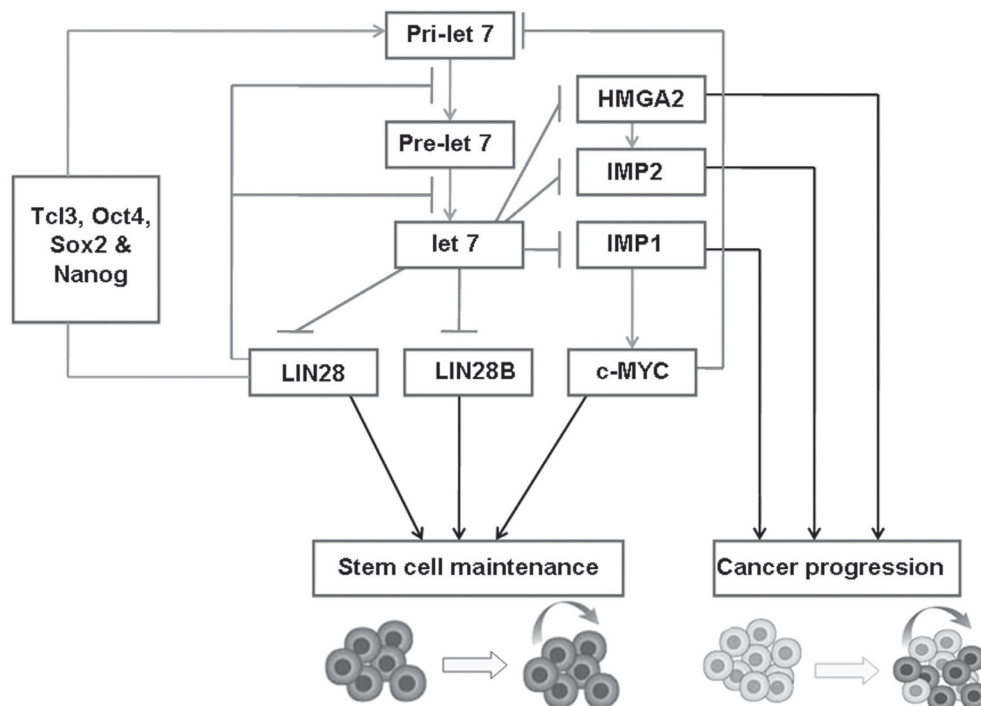 Pri-let 7
HMGA2
Pre-let 7
IMP2
Tcl3, Oct4,
Sox2 &
Nanog
let 7
IMP1
LIN28
LIN28B
c-MYC
Stem cell maintenance
Cancer progression